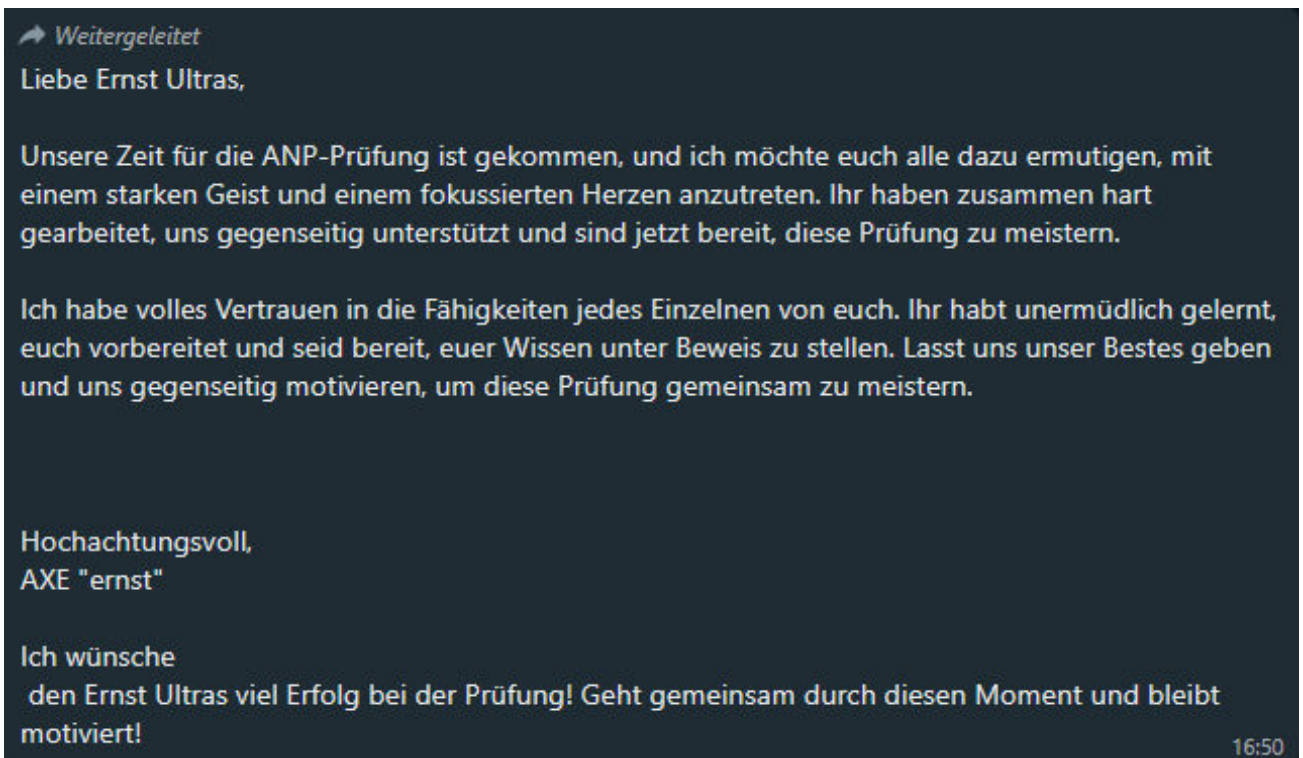 Weitergeleitet
Liebe Ernst Ultras,
Unsere Zeit für die ANP-Prüfung ist gekommen, und ich möchte euch alle dazu ermutigen, mit
einem starken Geist und einem fokussierten Herzen anzutreten. Ihr haben zusammen hart
gearbeitet, uns gegenseitig unterstützt und sind jetzt bereit, diese Prüfung zu meistern.
Ich habe volles Vertrauen in die Fähigkeiten jedes Einzelnen von euch. Ihr habt unermüdlich gelernt,
euch vorbereitet und seid bereit, euer Wissen unter Beweis zu stellen. Lasst uns unser Bestes geben
und uns gegenseitig motivieren, um diese Prüfung gemeinsam zu meistern.
Hochachtungsvoll,
AXE "ernst"
Ich wünsche
den Ernst Ultras viel Erfolg bei der Prüfung! Geht gemeinsam durch diesen Moment und bleibt
motiviert!
16:50